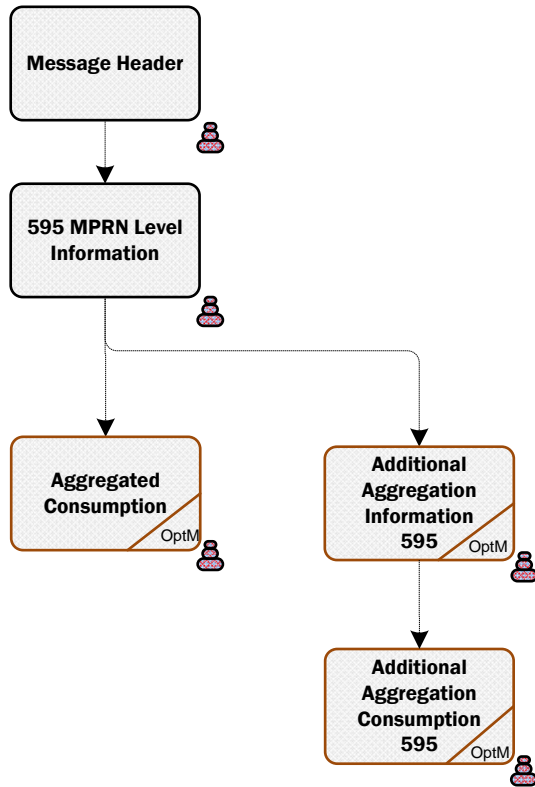 Message Header
595 MPRN Level
Information
Aggregated
Consumption
OptM
Additional
Aggregation
Information
595
OptM
Additional
Aggregation
Consumption
595
OptM